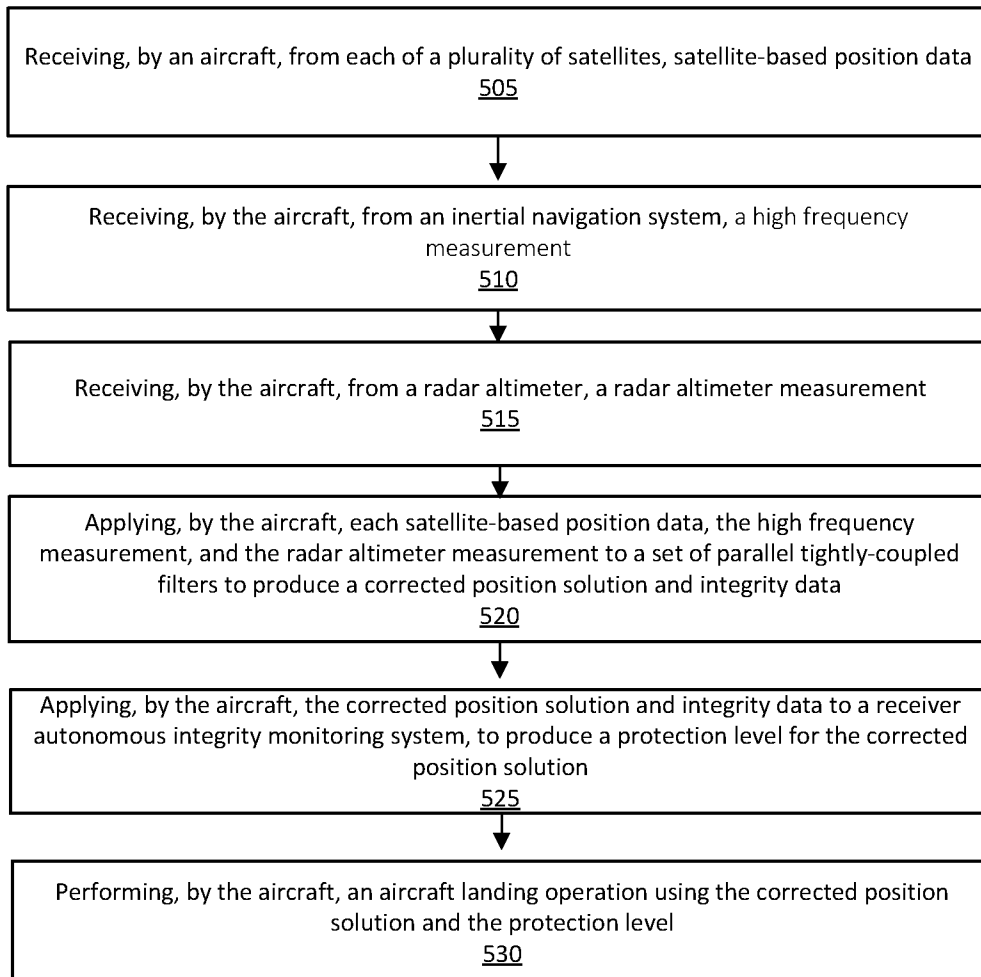 Receiving, by an aircraft, from each of a plurality of satellites, satellite-based position data
505
Receiving, by the aircraft, from an inertial navigation system, a high frequency
measurement
510
Receiving, by the aircraft, from a radar altimeter, a radar altimeter measurement
515
Applying, by the aircraft, each satellite-based position data, the high frequency
measurement, and the radar altimeter measurement to a set of parallel tightly-coupled
filters to produce a corrected position solution and integrity data
520
Applying, by the aircraft, the corrected position solution and integrity data to a receiver
autonomous integrity monitoring system, to produce a protection level for the corrected
position solution
525
Performing, by the aircraft, an aircraft landing operation using the corrected position
solution and the protection level
530